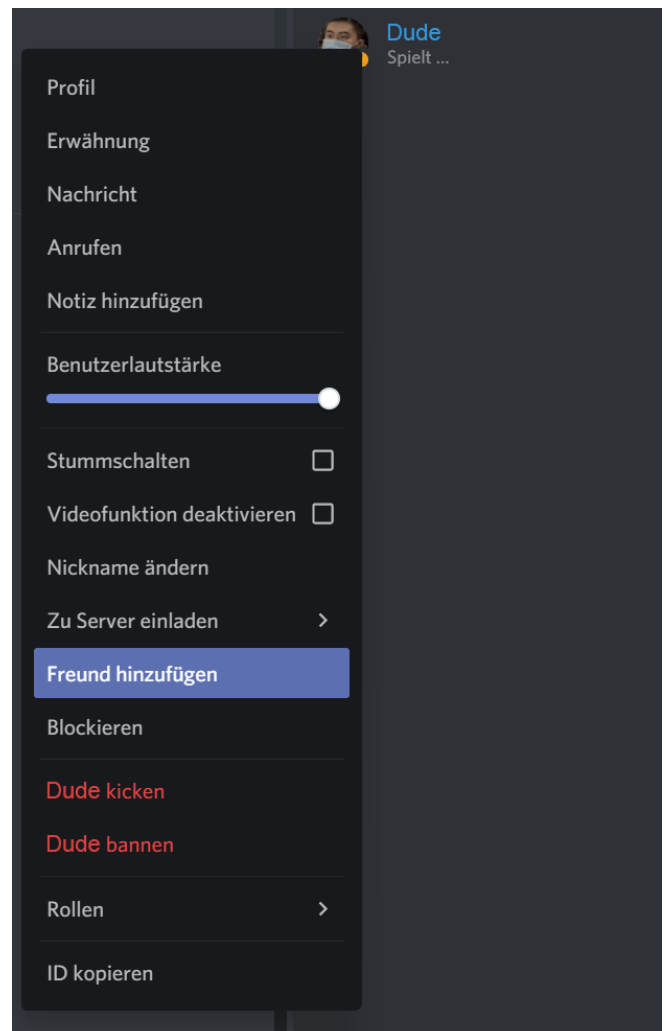 Dude
Spielt ...
Profil
Erwähnung
Nachricht
Anrufen
Notiz hinzufügen
Benutzerlautstärke
Stummschalten
Videofunktion deaktivieren
Nickname ändern
Zu Server einladen
Freund hinzufügen
Blockieren
Dude kicken
Dude bannen
Rollen
ID kopieren